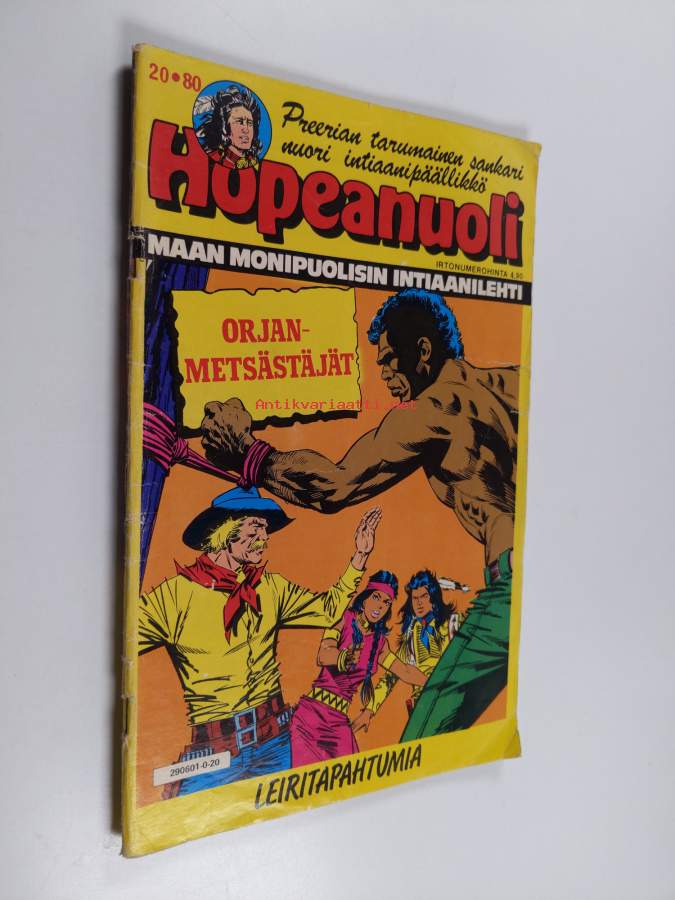 20•80
Preerian tarunnainen sankari
nuori intiaanipäällikkö
Hopeanuoli
IRTONUMEROHINTA 4,90
MAAN MONIPUOLISIN INTIAANILEHTI
ORJAN-
METSÄSTÄJÄT
Antikvariaatti.net
290601-0-20
LEIRITAPAHTUMIA